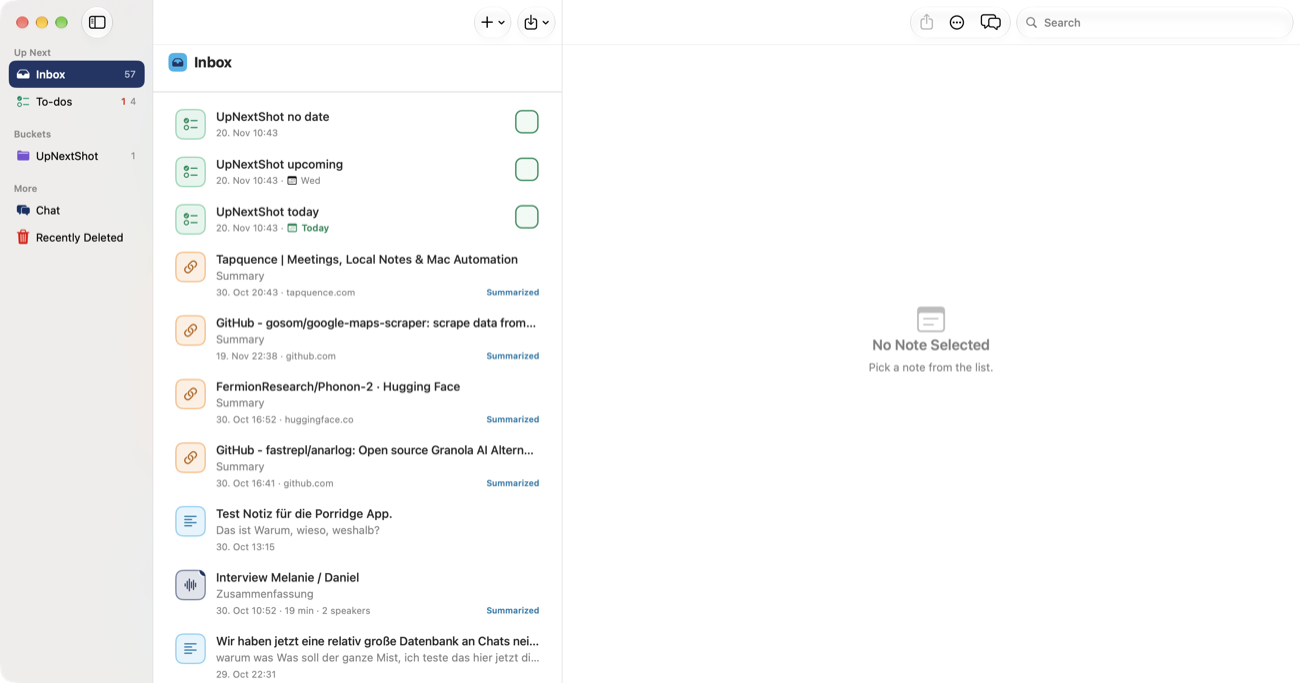 Up Next
Inbox 57
To-dos 1 4
Buckets
UpNextShot 1
More
Chat
Recently Deleted
Inbox
UpNextShot no date
20. Nov 10:43
UpNextShot upcoming
20. Nov 10:43 · Wed
UpNextShot today
20. Nov 10:43 · Today
Tapquence | Meetings, Local Notes & Mac Automation
Summary
30. Oct 20:43 · tapquence.com Summarized
GitHub - gosom/google-maps-scraper: scrape data from...
Summary
19. Nov 22:38 · github.com Summarized
FermionResearch/Phonon-2 · Hugging Face
Summary
30. Oct 16:52 · huggingface.co Summarized
GitHub - fastrepl/anarlog: Open source Granola AI Altern...
Summary
30. Oct 16:41 · github.com Summarized
Test Notiz für die Porridge App.
Das ist Warum, wieso, weshalb?
30. Oct 13:15
Interview Melanie / Daniel
Zusammenfassung
30. Oct 10:52 · 19 min · 2 speakers Summarized
Wir haben jetzt eine relativ große Datenbank an Chats nei...
warum was Was soll der ganze Mist, ich teste das hier jetzt di...
29. Oct 22:31
Search
No Note Selected
Pick a note from the list.